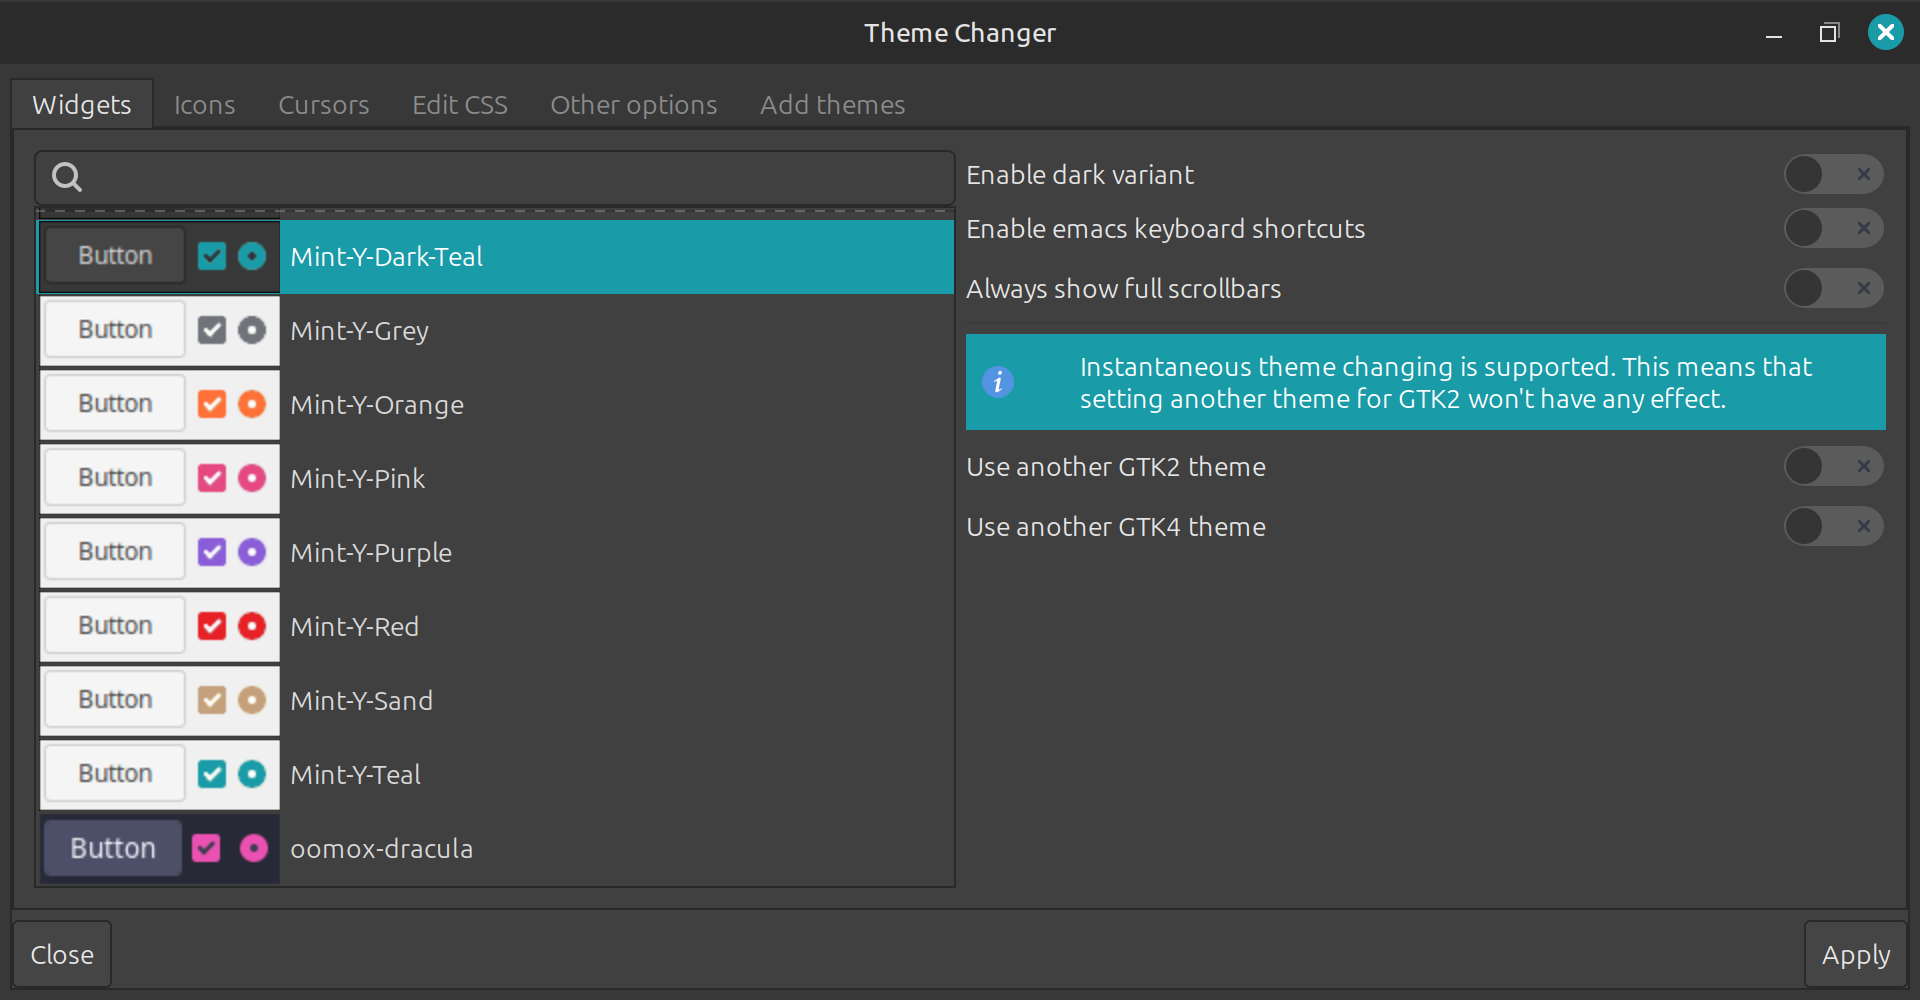 Theme Changer
Widgets Icons Cursors Edit CSS Other options Add themes
Button Mint-Y-Dark-Teal
Button Mint-Y-Grey
Button Mint-Y-Orange
Button Mint-Y-Pink
Button Mint-Y-Purple
Button Mint-Y-Red
Button Mint-Y-Sand
Button Mint-Y-Teal
Button oomox-dracula
Enable dark variant
Enable emacs keyboard shortcuts
Always show full scrollbars
Instantaneous theme changing is supported. This means that
setting another theme for GTK2 won't have any effect.
Use another GTK2 theme
Use another GTK4 theme
Close
Apply